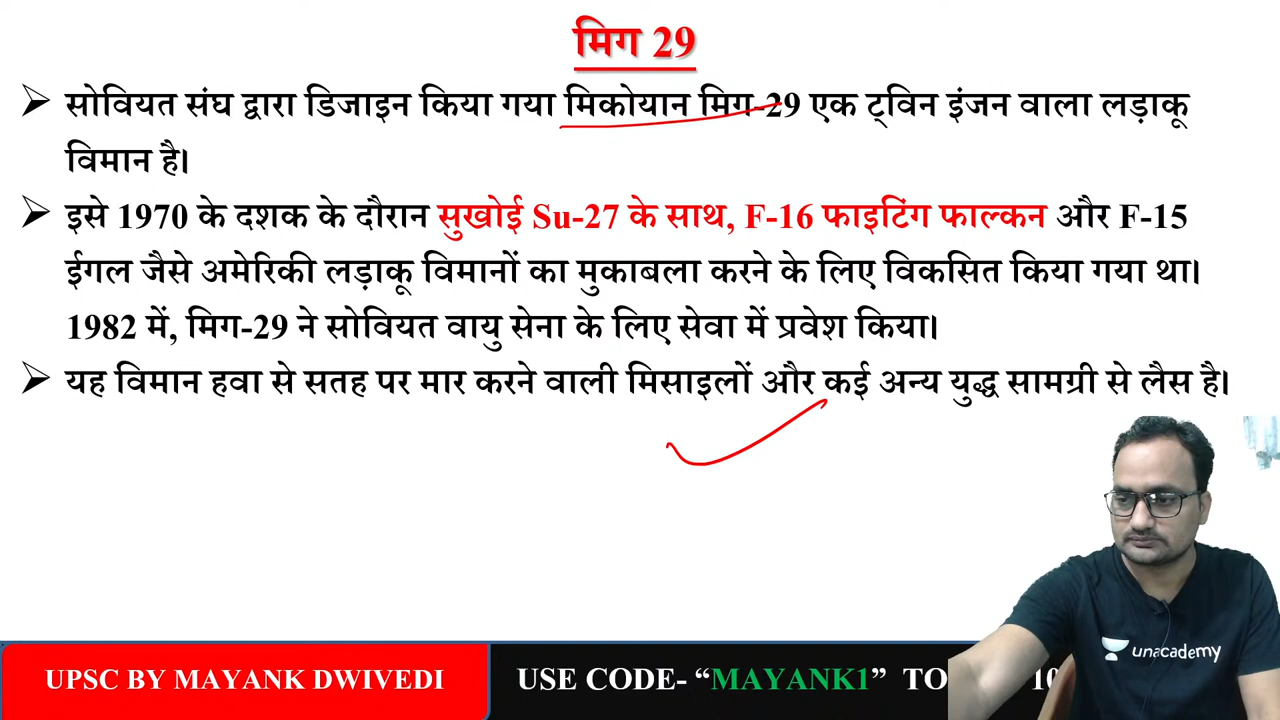 मिग 29
सोवियत संघ द्वारा डिजाइन किया गया मिकोयान मिग-29 एक ट्विन इंजन वाला लड़ाकू
विमान है।
इसे 1970 के दशक के दौरान सुखोई Su-27 के साथ, F-16 फाइटिंग फाल्कन और F-15
ईगल जैसे अमेरिकी लड़ाकू विमानों का मुकाबला करने के लिए विकसित किया गया था।
1982 में, मिग-29 ने सोवियत वायु सेना के लिए सेवा में प्रवेश किया।
यह विमान हवा से सतह पर मार करने वाली मिसाइलों और कई अन्य युद्ध सामग्री से लैस है।
unacademy
UPSC BY MAYANK DWIVEDI
USE CODE- “MAYANK1” TO